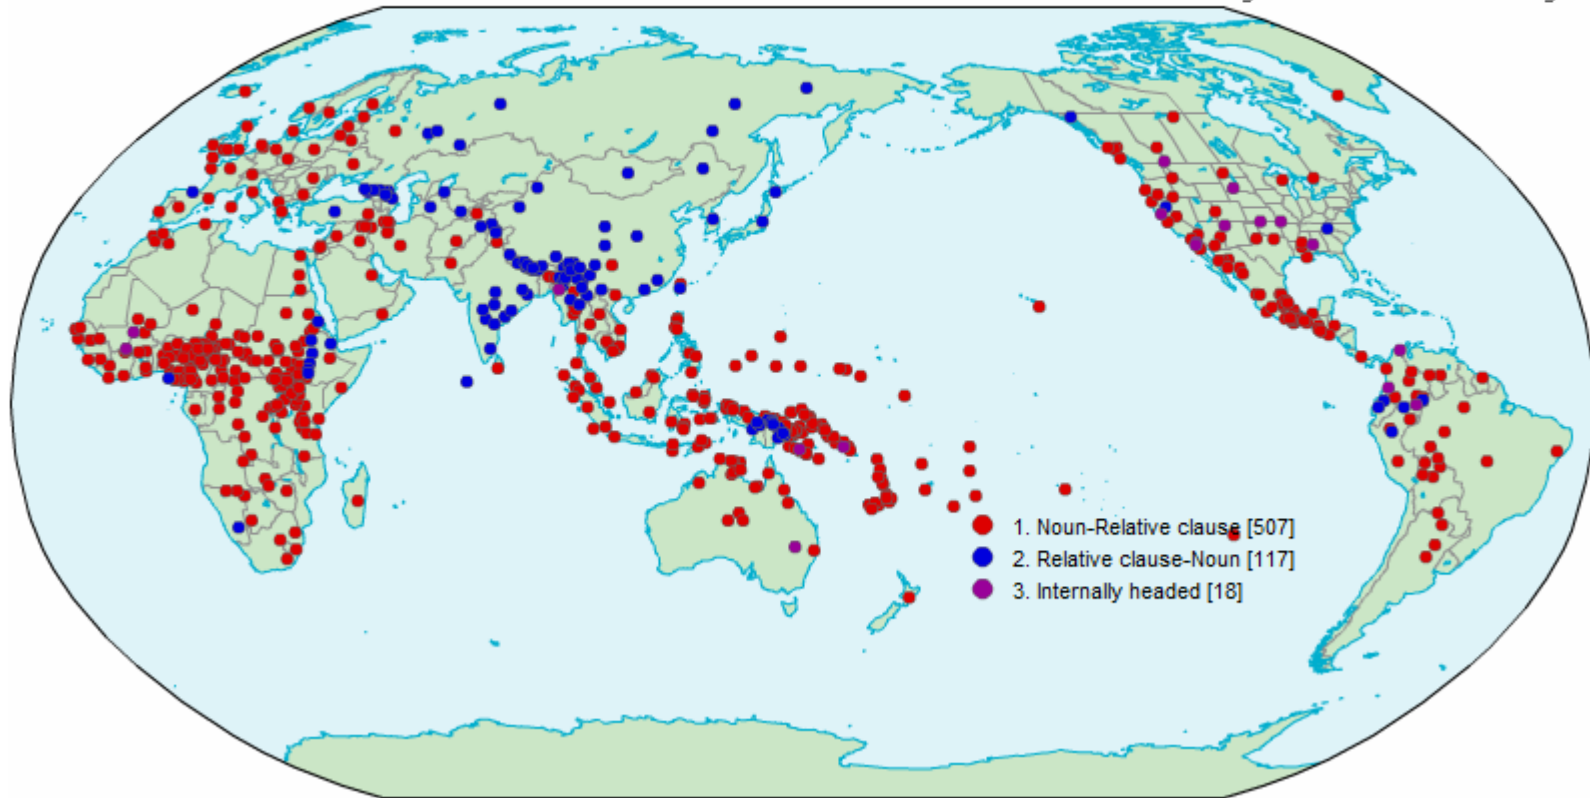 1. Noun-Relative clause [507]
2. Relative clause-Noun [117]
3. Internally headed [18]